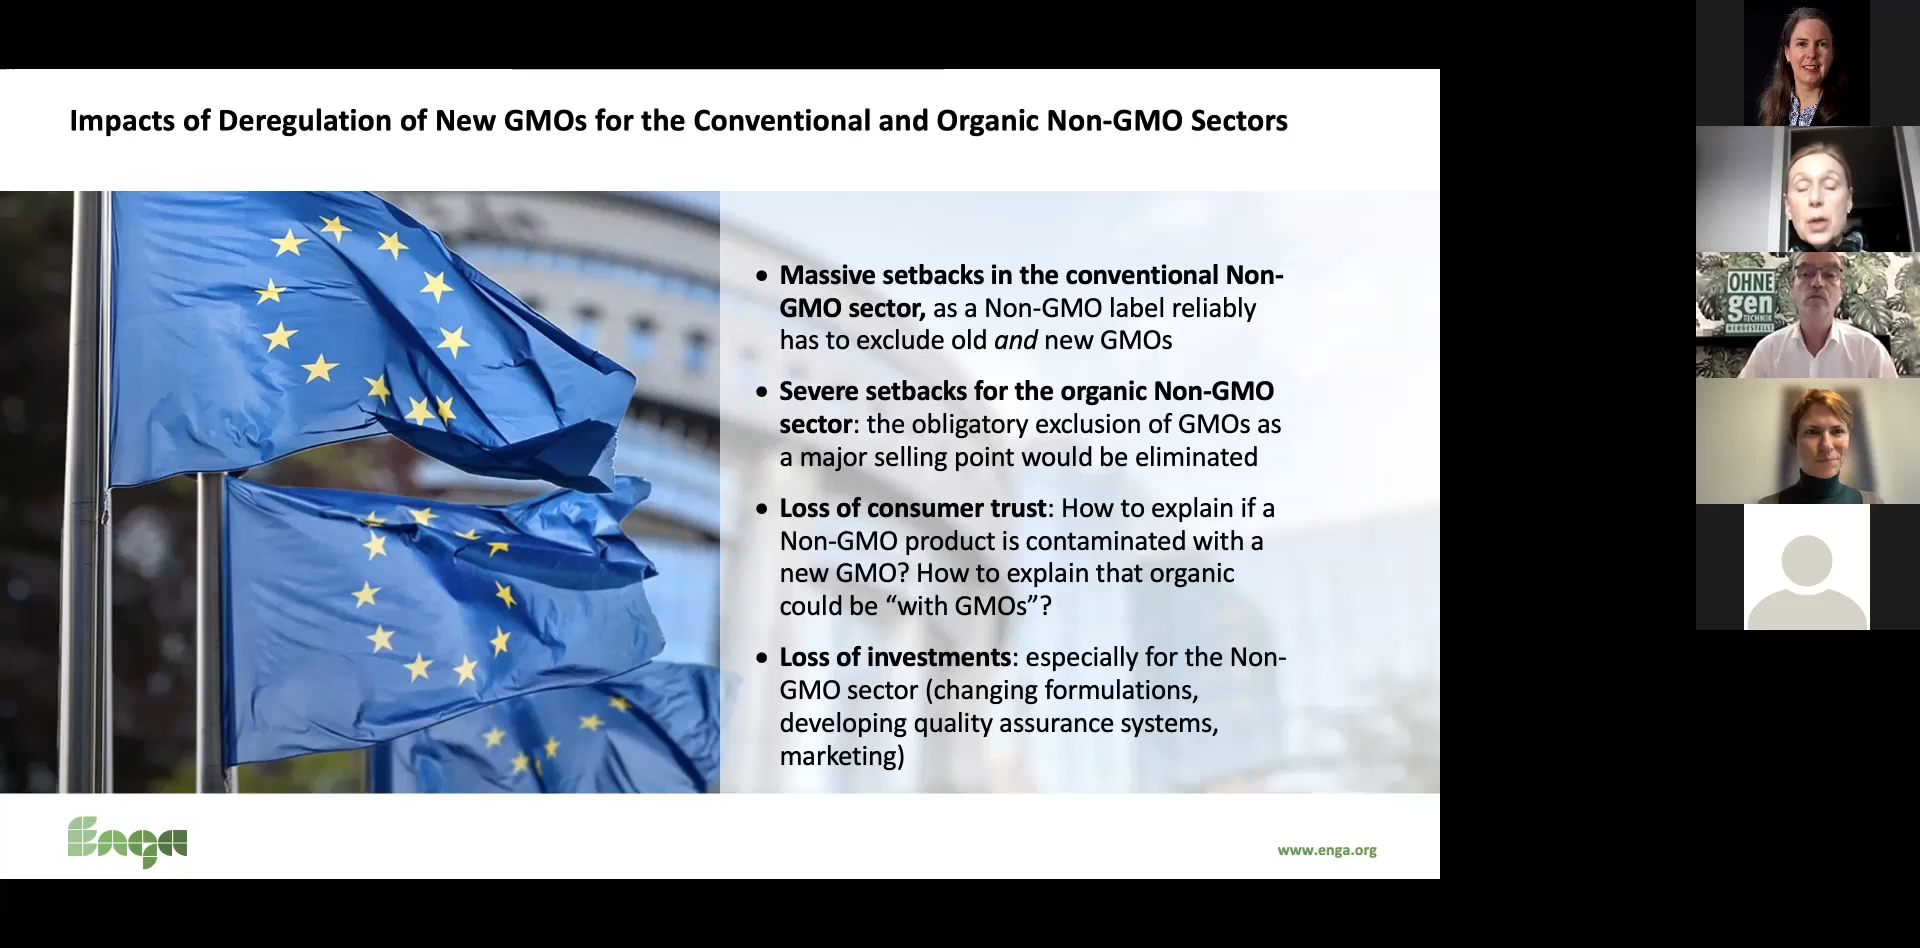 Impacts of Deregulation of New GMOs for the Conventional and Organic Non-GMO Sectors
• Massive setbacks in the conventional Non-
GMO sector, as a Non-GMO label reliably
has to exclude old and new GMOs
• Severe setbacks for the organic Non-GMO
sector: the obligatory exclusion of GMOs as
a major selling point would be eliminated
• Loss of consumer trust: How to explain if a
Non-GMO product is contaminated with a
new GMO? How to explain that organic
could be “with GMOs”?
• Loss of investments: especially for the Non-
GMO sector (changing formulations,
developing quality assurance systems,
marketing)
Enga
www.enga.org
OHNE
gen
TECHNIK
HERGESTELLT